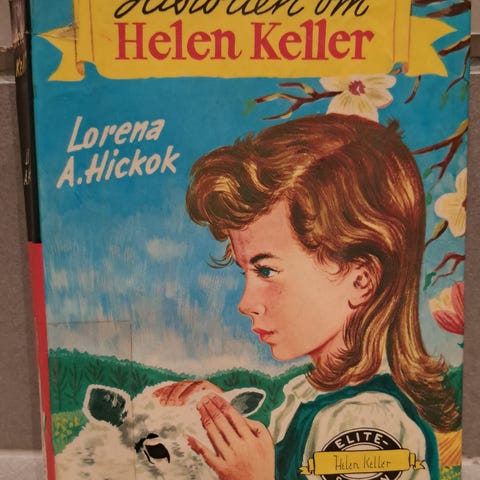 Historien om
Helen Keller
Lorena
A. Hickok
ELITE-
Helen Keller